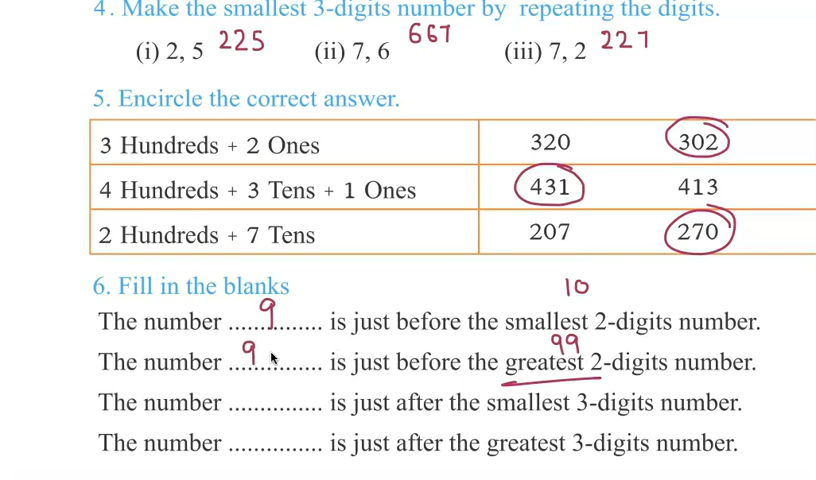 4. Make the smallest 3-digits number by repeating the digits.
(i) 2, 5 225 (ii) 7, 6 667 (iii) 7, 2 227
5. Encircle the correct answer.
3 Hundreds + 2 Ones 320 302
4 Hundreds + 3 Tens + 1 Ones 431 413
2 Hundreds + 7 Tens 207 270
6. Fill in the blanks
10
The number .......9........ is just before the smallest 2-digits number.
99
The number ....9........... is just before the greatest 2-digits number.
The number ............... is just after the smallest 3-digits number.
The number ............... is just after the greatest 3-digits number.